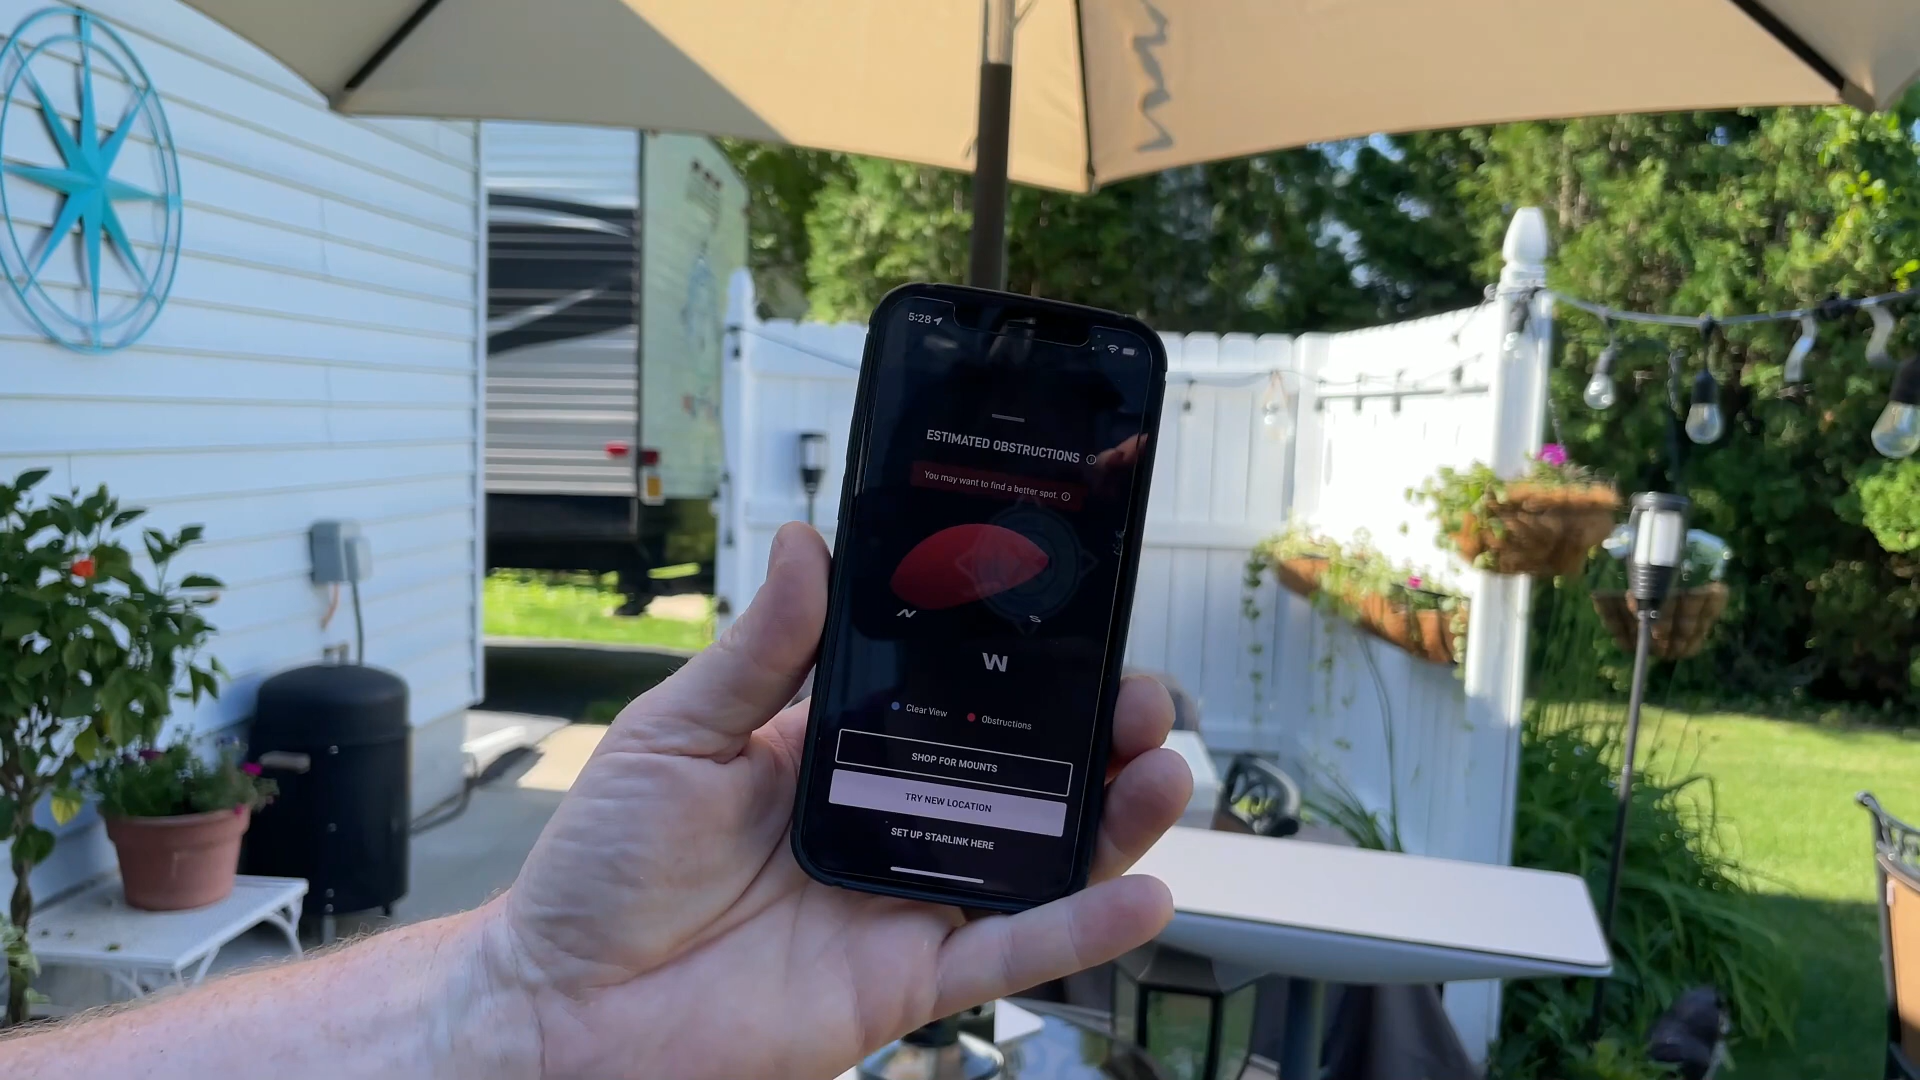 5:28
ESTIMATED OBSTRUCTIONS
You may want to find a better spot.
N
S
W
Clear View
Obstructions
SHOP FOR MOUNTS
TRY NEW LOCATION
SET UP STARLINK HERE